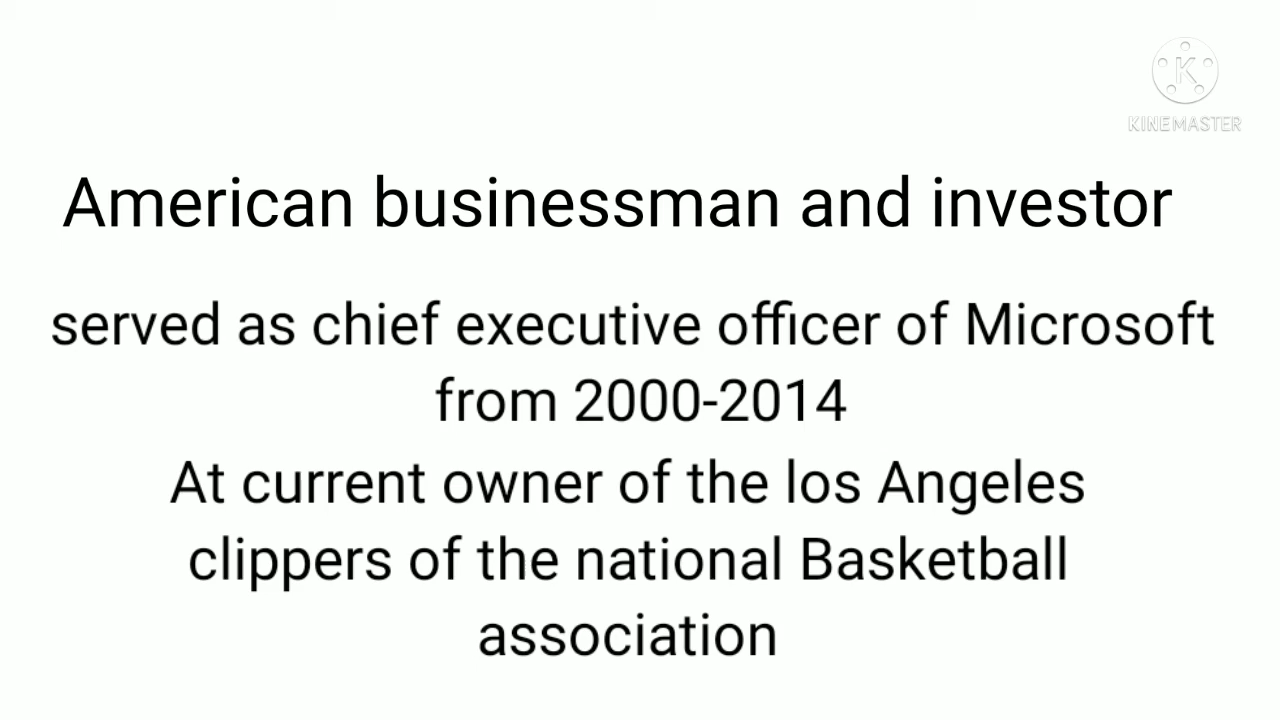 KINEMASTER
American businessman and investor
served as chief executive officer of Microsoft
from 2000-2014
At current owner of the los Angeles
clippers of the national Basketball
association